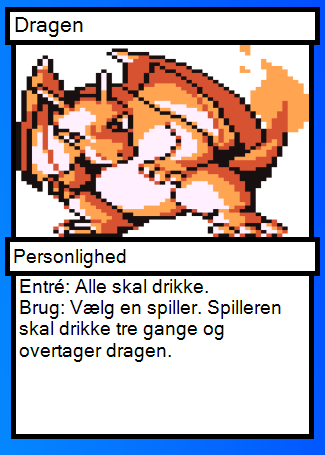 Dragen
Personlighed
Entré: Alle skal drikke.
Brug: Vælg en spiller. Spilleren
skal drikke tre gange og
overtager dragen.